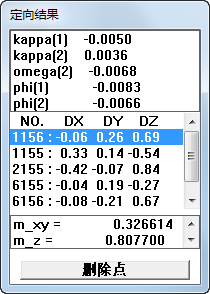 定向结果
kappa(1) -0.0050
kappa(2) 0.0036
omega(2) -0.0068
phi(1) -0.0083
phi(2) -0.0066
NO. DX DY DZ
1156 : -0.06 0.26 0.69
1155 : 0.33 0.14 -0.54
2155 : -0.42 -0.07 0.84
6155 : -0.04 0.19 -0.27
6156 : -0.08 -0.21 0.67
m_xy = 0.326614
m_z = 0.807700
删除点